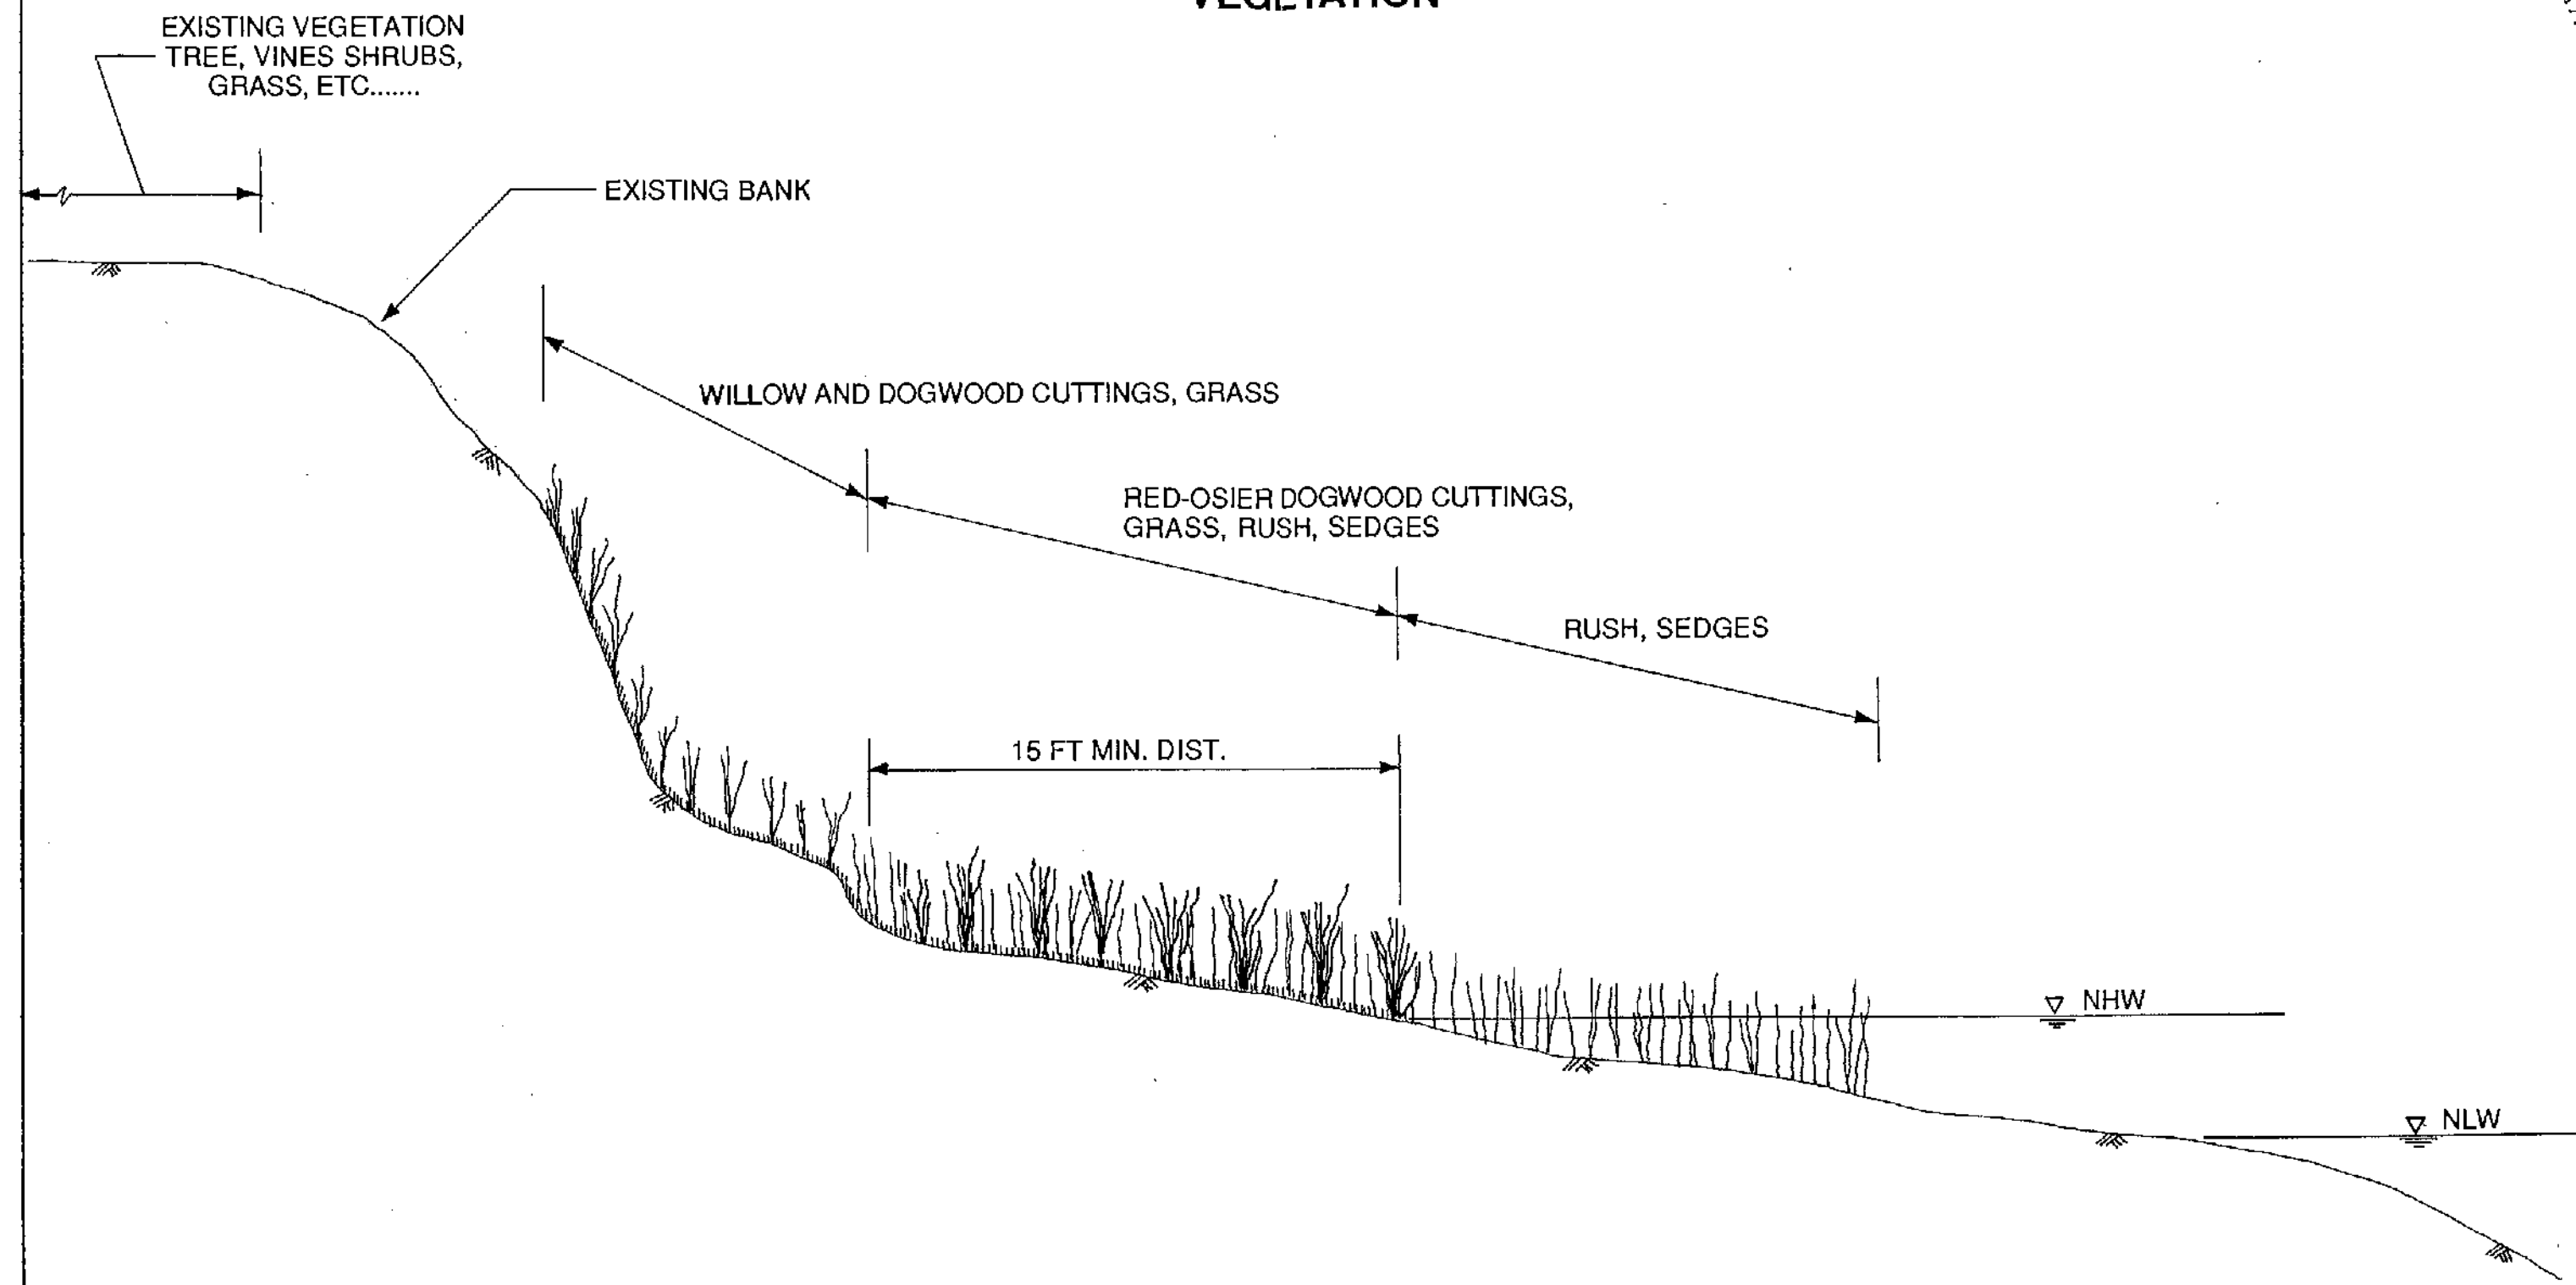 VEGETATION
EXISTING VEGETATION
TREE, VINES SHRUBS,
GRASS, ETC.......
EXISTING BANK
WILLOW AND DOGWOOD CUTTINGS, GRASS
RED-OSIER DOGWOOD CUTTINGS,
GRASS, RUSH, SEDGES
RUSH, SEDGES
15 FT MIN. DIST.
NHW
NLW